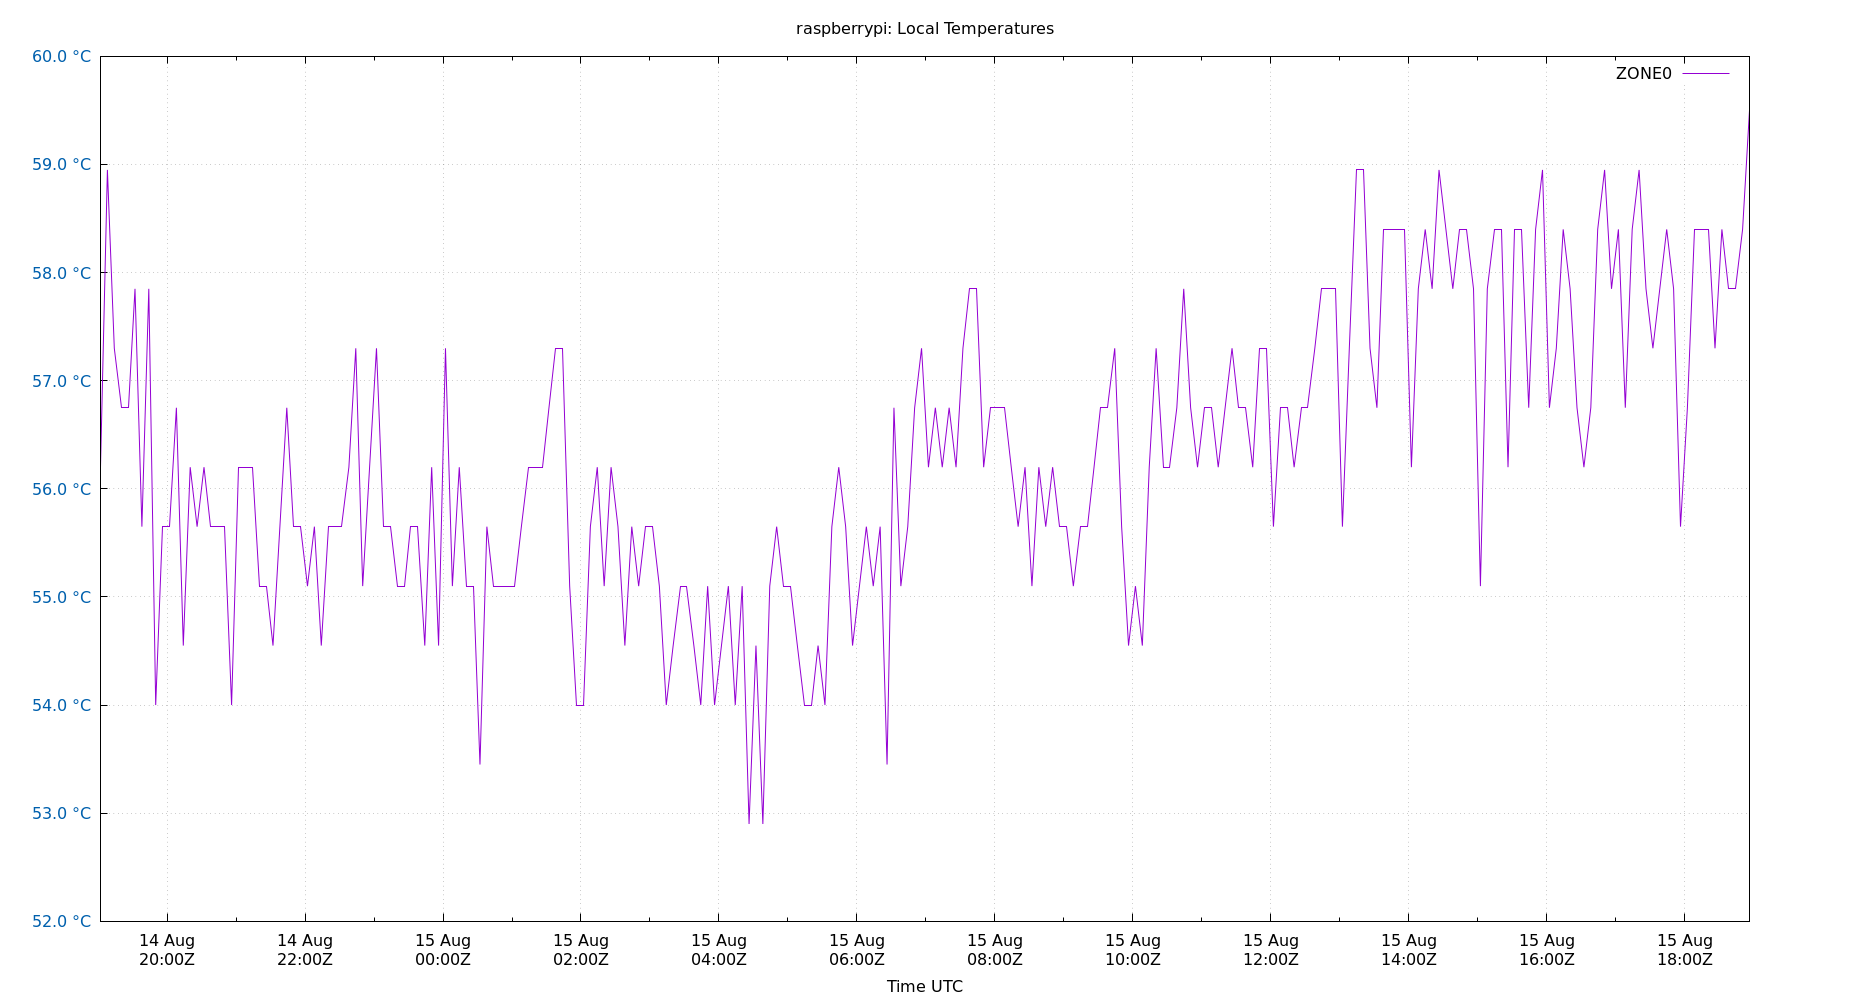 raspberrypi: Local Temperatures
60.0 °C
59.0 °C
58.0 °C
57.0 °C
56.0 °C
55.0 °C
54.0 °C
53.0 °C
52.0 °C
ZONE0
14 Aug
20:00Z
14 Aug
22:00Z
15 Aug
00:00Z
15 Aug
02:00Z
15 Aug
04:00Z
15 Aug
06:00Z
15 Aug
08:00Z
15 Aug
10:00Z
15 Aug
12:00Z
15 Aug
14:00Z
15 Aug
16:00Z
15 Aug
18:00Z
Time UTC